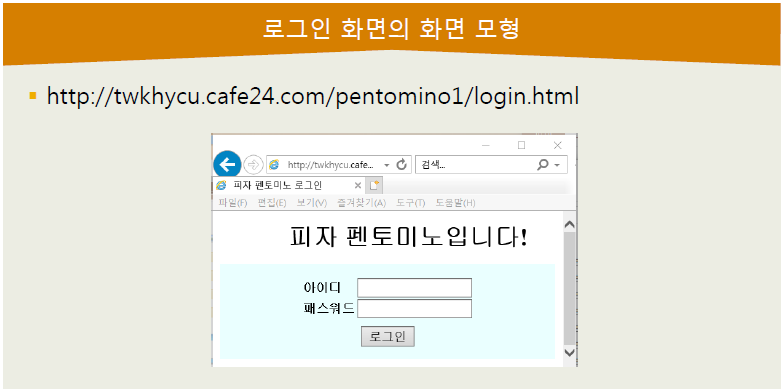 로그인 화면의 화면 모형
http://twkhycu.cafe24.com/pentomino1/login.html
http://twkhycu.cafe...
검색...
피자 펜토미노 로그인
파일(F) 편집(E) 보기(V) 즐겨찾기(A) 도구(T) 도움말(H)
피자 펜토미노입니다!
아이디
패스워드
로그인